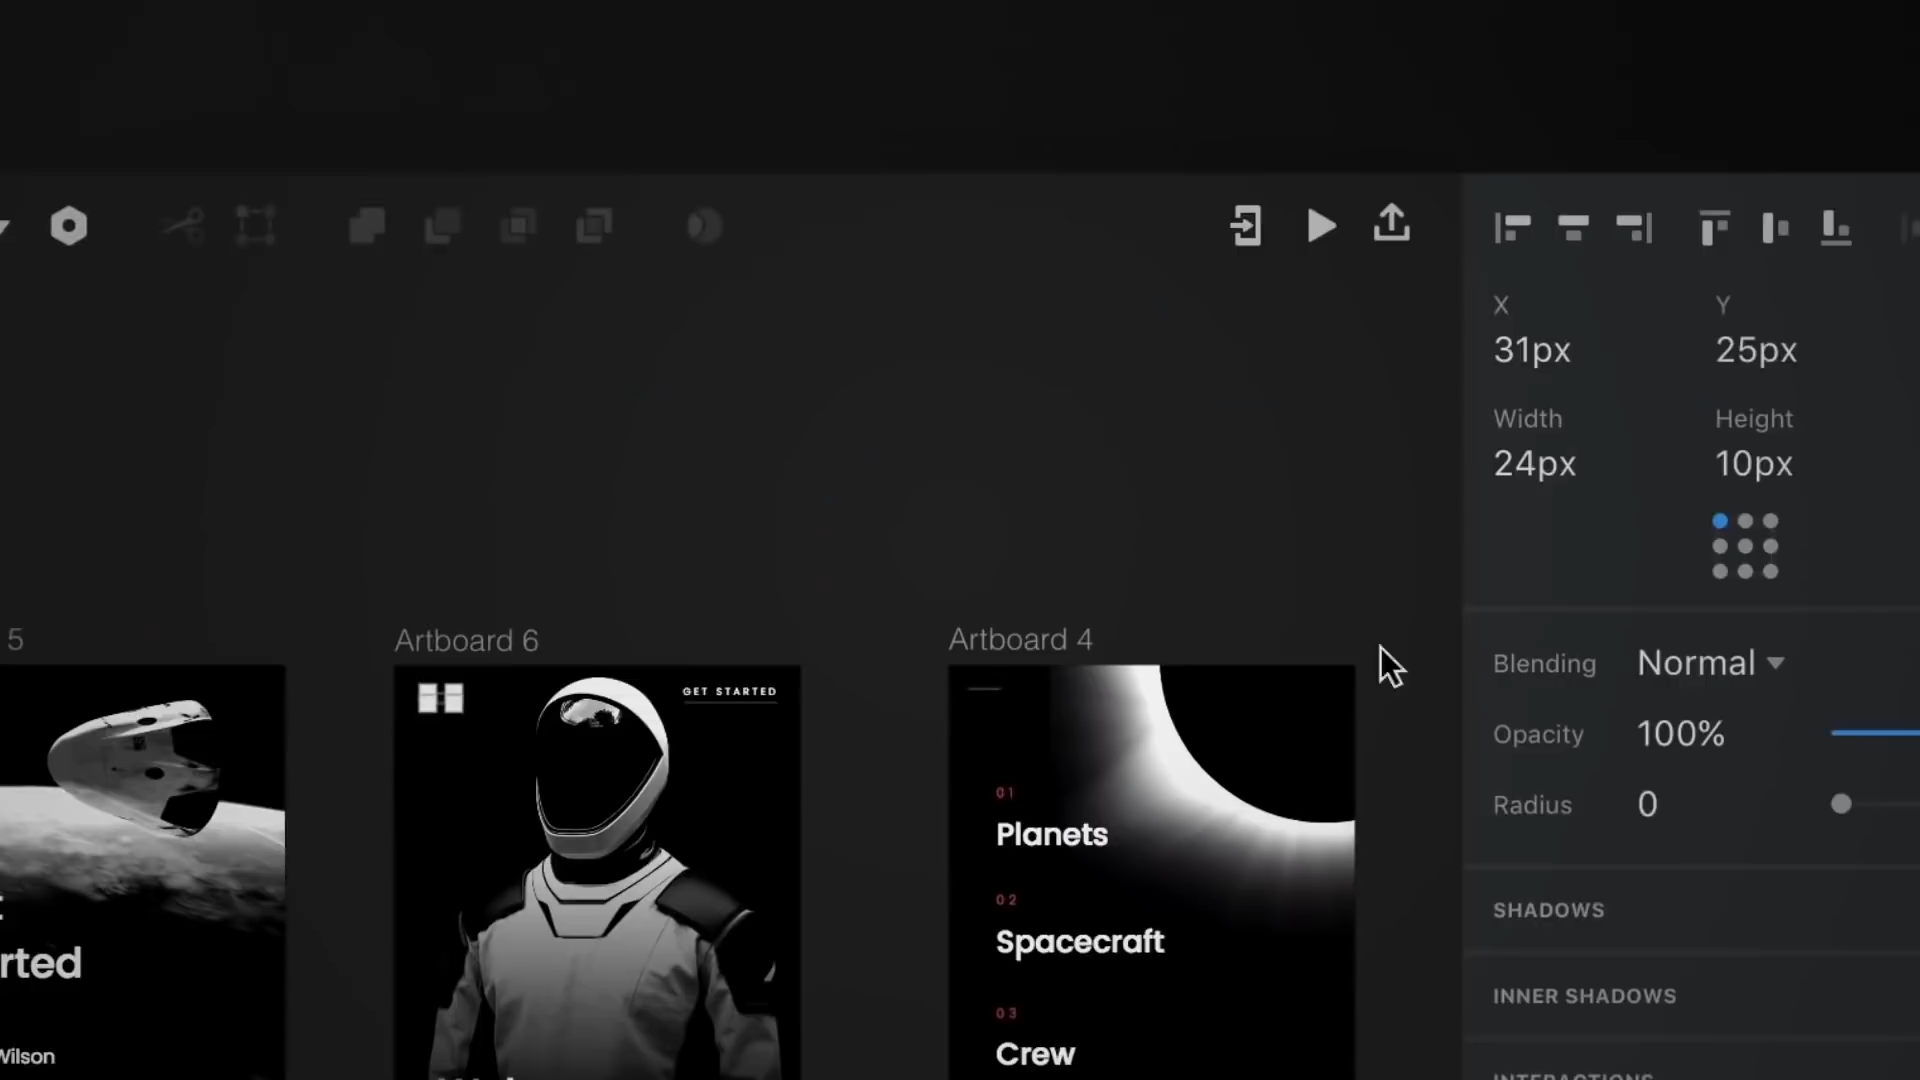 X
Y
31px
25px
Width
Height
24px
10px
5
Artboard 6
Artboard 4
Blending
Normal
GET STARTED
Opacity
100%
01
Planets
Radius
0
02
Spacecraft
SHADOWS
rted
INNER SHADOWS
03
Crew
Wilson
INTERACTIONS